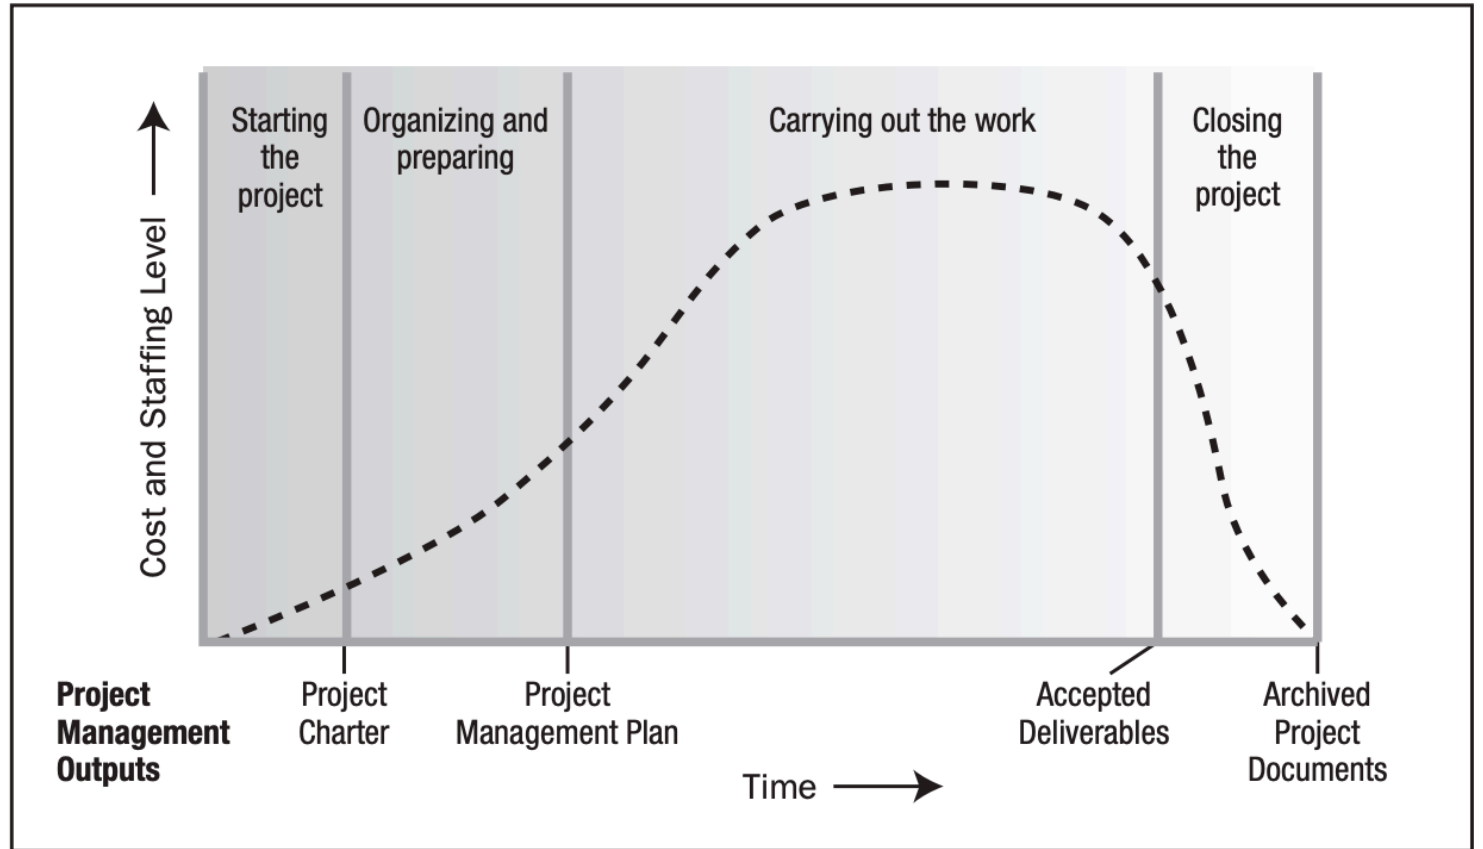 Starting
the
project
Organizing and
preparing
Carrying out the work
Closing
the
project
Cost and Staffing Level
Project
Management
Outputs
Project
Charter
Project
Management Plan
Accepted
Deliverables
Archived
Project
Documents
Time